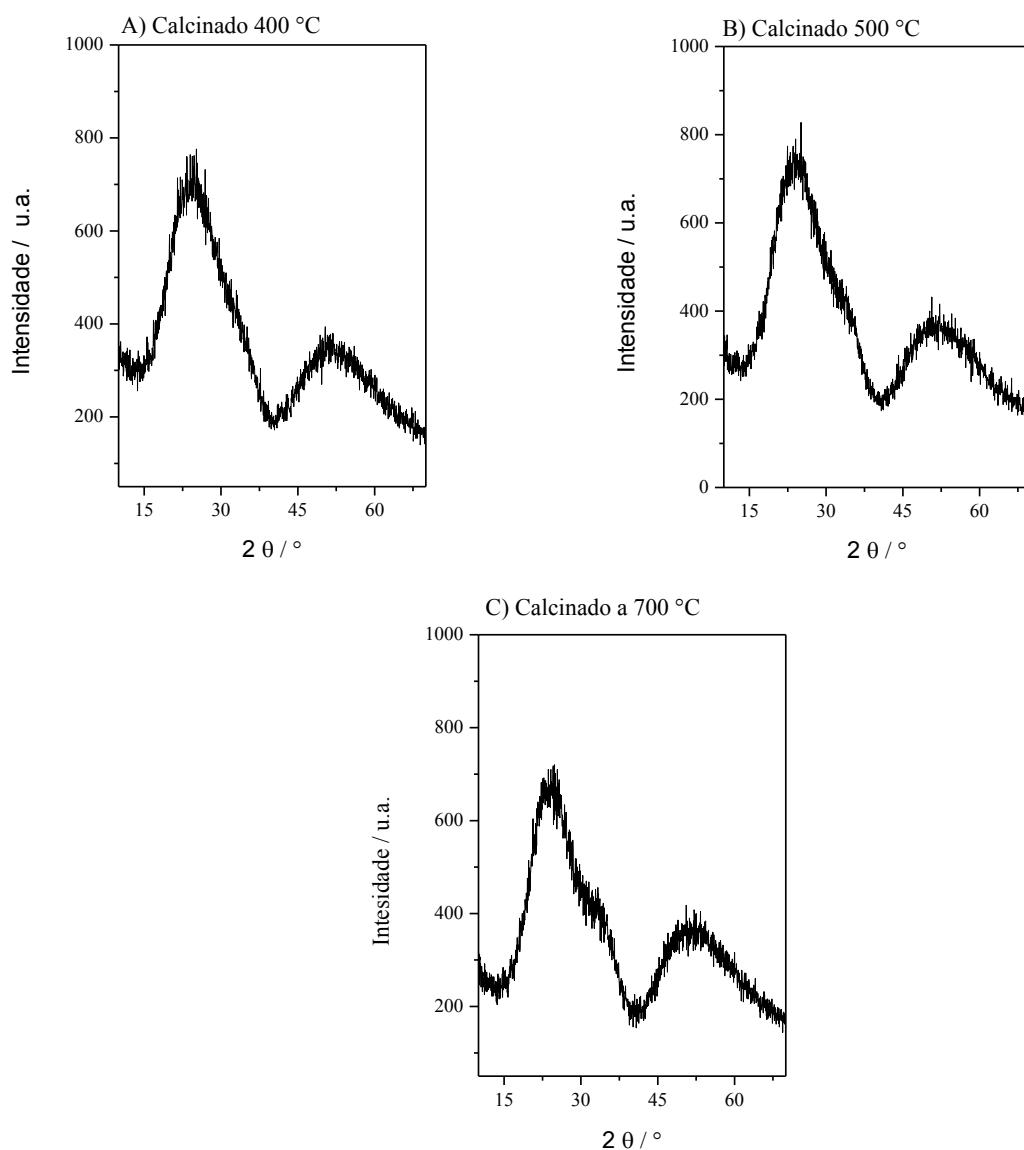 A) Calcinado 400 °C
1000
800
600
400
200
15 30 45 60
Intensidade / u.a.
2 θ / °
B) Calcinado 500 °C
1000
800
600
400
200
0
15 30 45 60
Intensidade / u.a.
2 θ / °
C) Calcinado a 700 °C
1000
800
600
400
200
15 30 45 60
Intesidade / u.a.
2 θ / °